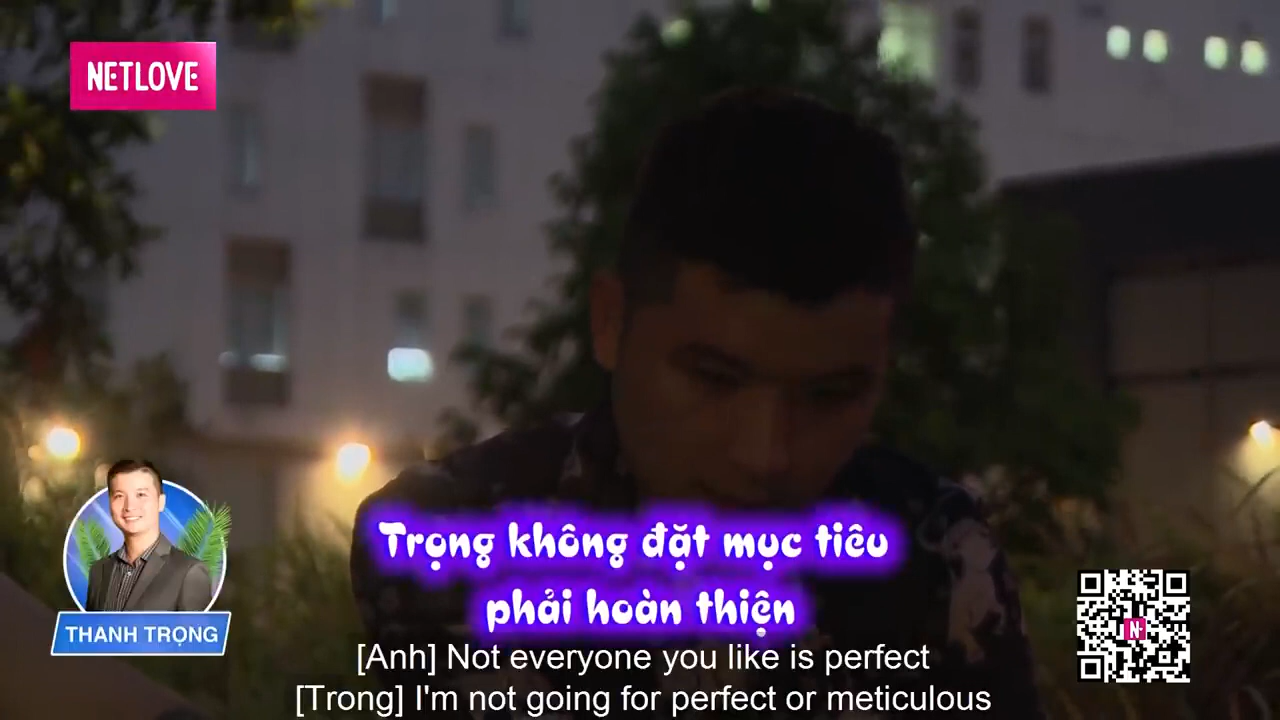 NETLOVE
Trọng không đặt mục tiêu
phải hoàn thiện
THANH TRỌNG
N
[Anh] Not everyone you like is perfect
[Trong] I'm not going for perfect or meticulous